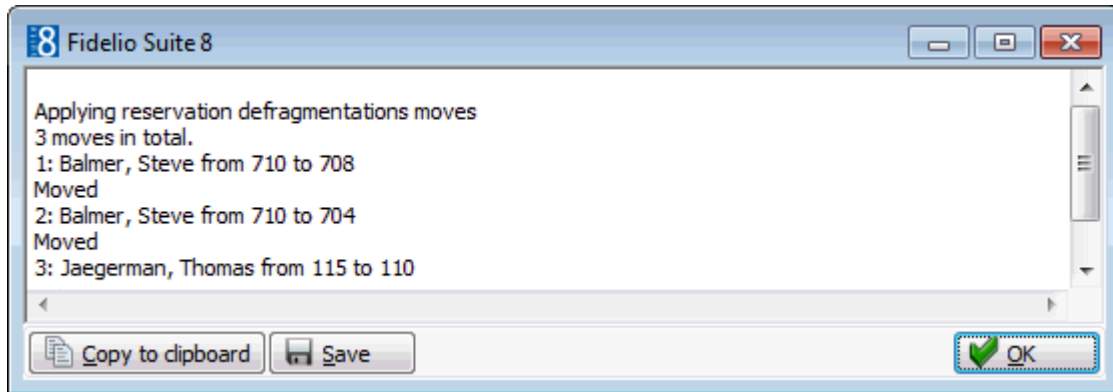 8 Fidelio Suite 8
Applying reservation defragmentations moves
3 moves in total.
1: Balmer, Steve from 710 to 708
Moved
2: Balmer, Steve from 710 to 704
Moved
3: Jaegerman, Thomas from 115 to 110
Copy to clipboard Save OK